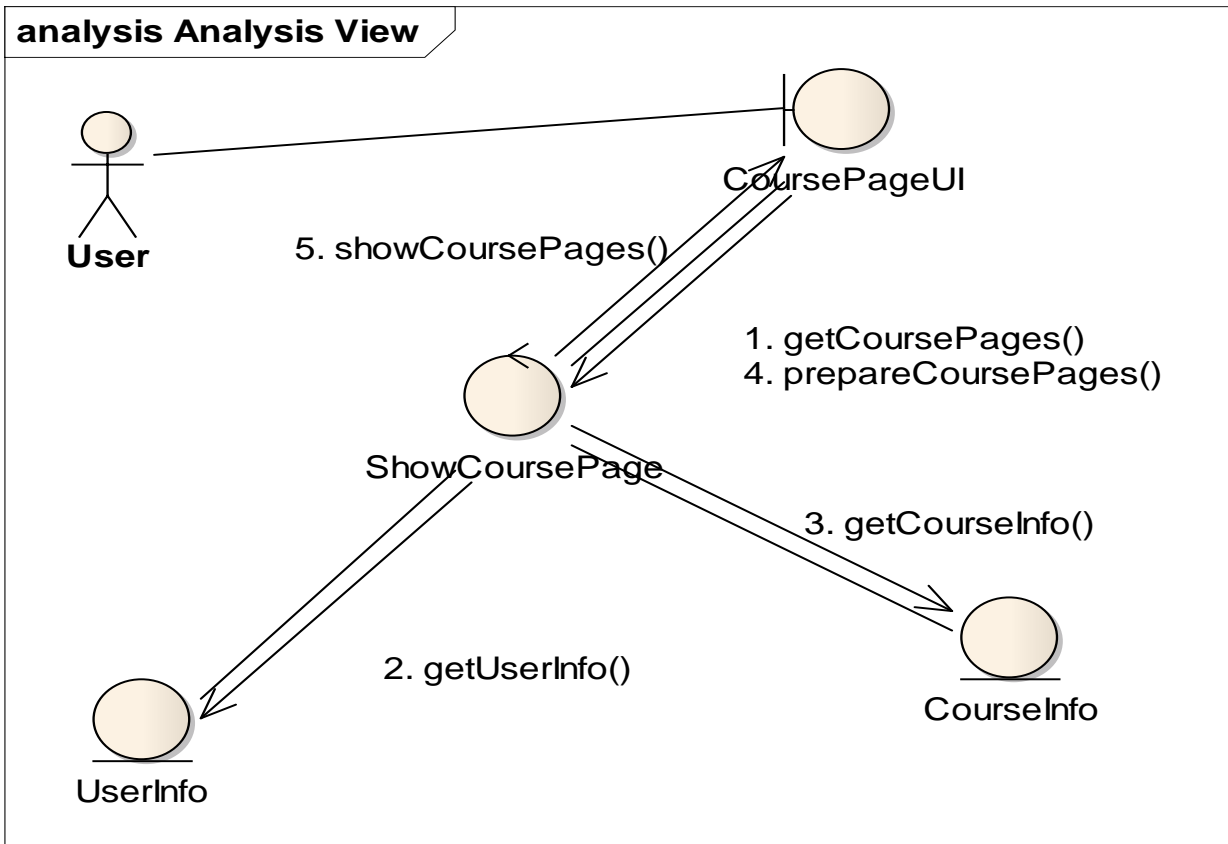 analysis Analysis View
CoursePageUI
User
5. showCoursePages()
1. getCoursePages()
4. prepareCoursePages()
ShowCoursePage
3. getCourseInfo()
2. getUserInfo()
CourseInfo
UserInfo